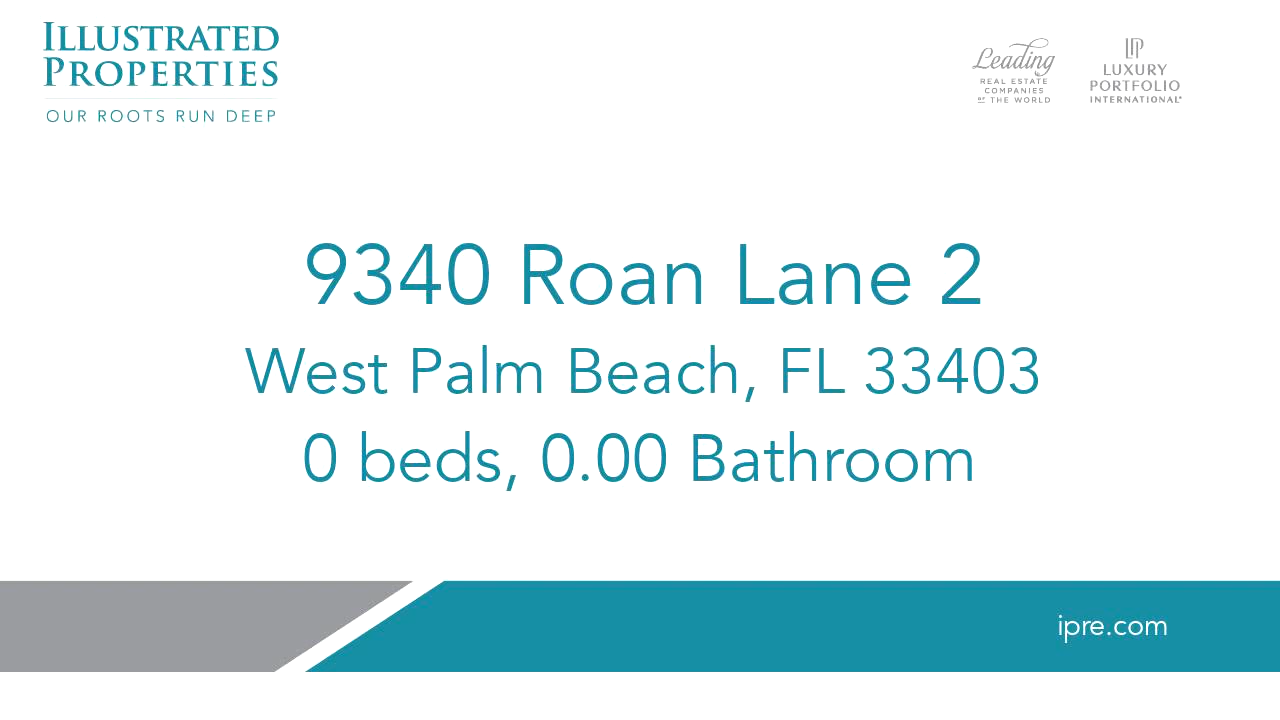 ILLUSTRATED
PROPERTIES
OUR ROOTS RUN DEEP
Leading
REAL ESTATE
COMPANIES
OF THE WORLD
LP
LUXURY
PORTFOLIO
INTERNATIONAL®
9340 Roan Lane 2
West Palm Beach, FL 33403
0 beds, 0.00 Bathroom
ipre.com